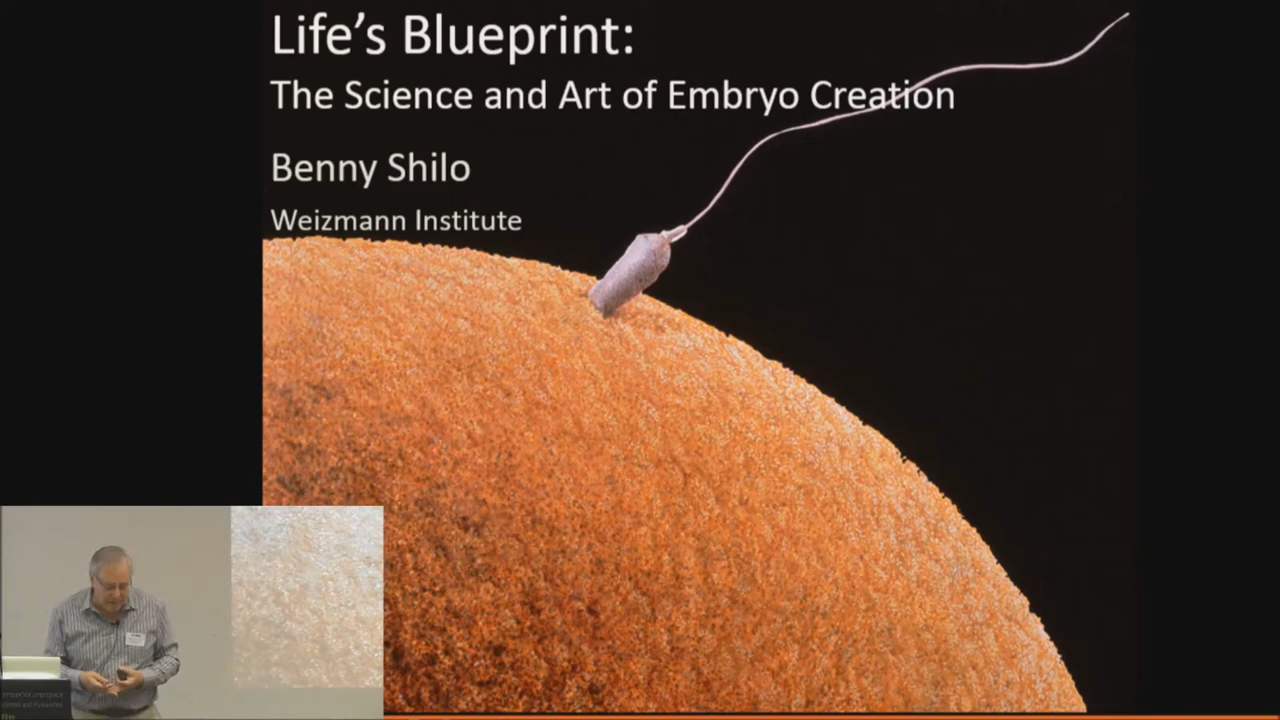 Life's Blueprint:
The Science and Art of Embryo Creation
Benny Shilo
Weizmann Institute